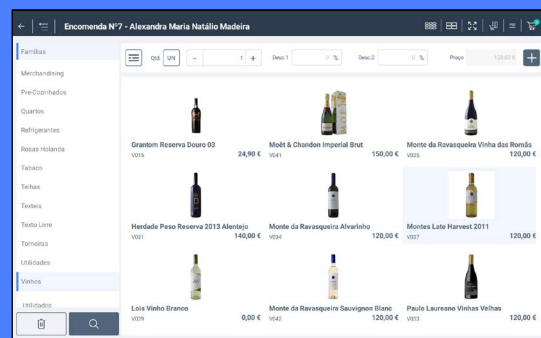 Encomenda Nº7 - Alexandra Maria Natálio Madeira
Famílias
Merchandising
Pre-Cozinhados
Quartos
Refrigerantes
Rosas Holanda
Tabaco
Telhas
Texteis
Texto Livre
Torneiras
Utilidades
Vinhos
Utilidades
Qtd. UN - 1 + Desc.1 0 % Desc.2 0 % Preço 120,00 € +
Grantom Reserva Douro 03
V015 24,90 €
Moët & Chandon Imperial Brut
V041 150,00 €
Monte da Ravasqueira Vinha das Romãs
120,00 €
Herdade Peso Reserva 2013 Alentejo
V021 140,00 €
Monte da Ravasqueira Alvarinho
V034 120,00 €
Montes Late Harvest 2011
V027 120,00 €
Lois Vinho Branco
V029 0,00 €
Monte da Ravasqueira Sauvignon Blanc
V042 120,00 €
Paulo Laureano Vinhas Velhas
V033 120,00 €